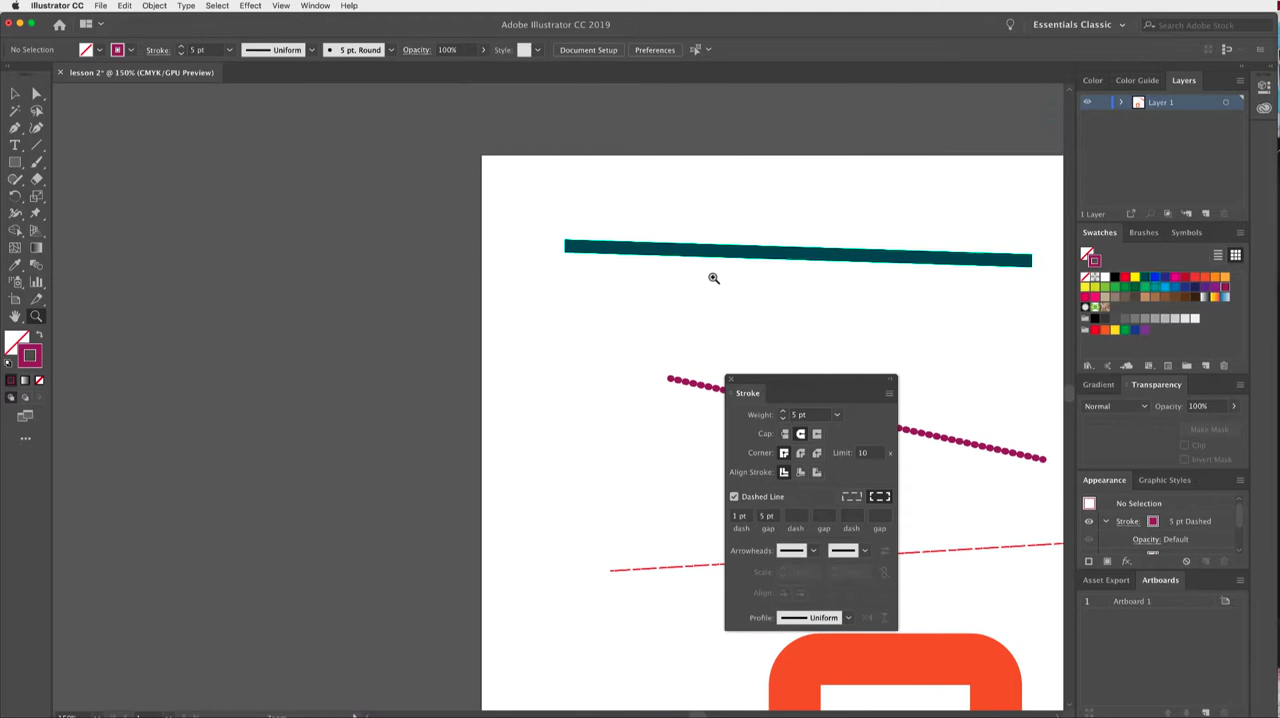 Illustrator CC File Edit Object Type Select Effect View Window Help
Adobe Illustrator CC 2019
Essentials Classic
Search Adobe Stock
No Selection Stroke: 5 pt Uniform 5 pt. Round Opacity: 100% Style: Document Setup Preferences
lesson 2* @ 150% (CMYK/GPU Preview)
Color Color Guide Layers
Layer 1
1 Layer
Swatches Brushes Symbols
Gradient Transparency
Normal Opacity: 100%
Make Mask
Clip
Invert Mask
Appearance Graphic Styles
No Selection
Stroke: 5 pt Dashed
Opacity: Default
Asset Export Artboards
1 Artboard 1
Stroke
Weight: 5 pt
Cap:
Corner: Limit: 10 x
Align Stroke:
Dashed Line
1 pt 5 pt
dash gap dash gap dash gap
Arrowheads:
Scale:
Align:
Profile: Uniform